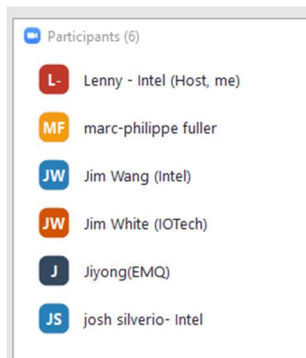 Participants (6)
L- Lenny - Intel (Host, me)
MF marc-philippe fuller
JW Jim Wang (Intel)
JW Jim White (IOTech)
J Jiyong(EMQ)
JS josh silverio- Intel